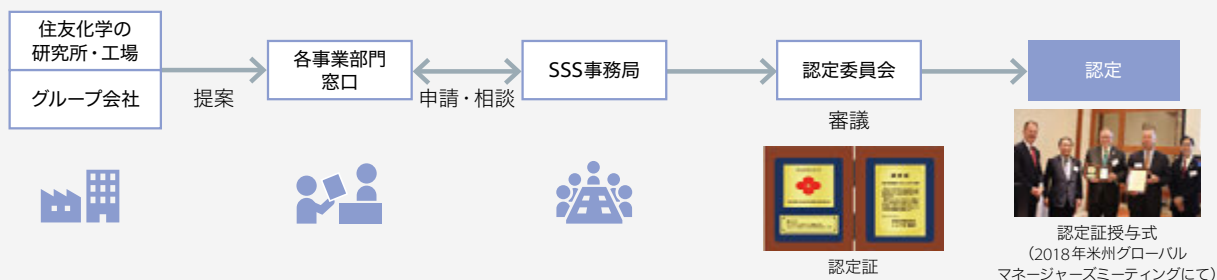 住友化学の
研究所・工場
グループ会社
提案
各事業部門
窓口
申請・相談
SSS事務局
認定委員会
審議
認定
認定証
認定証授与式
(2018年米州グローバル
マネージャーズミーティングにて)